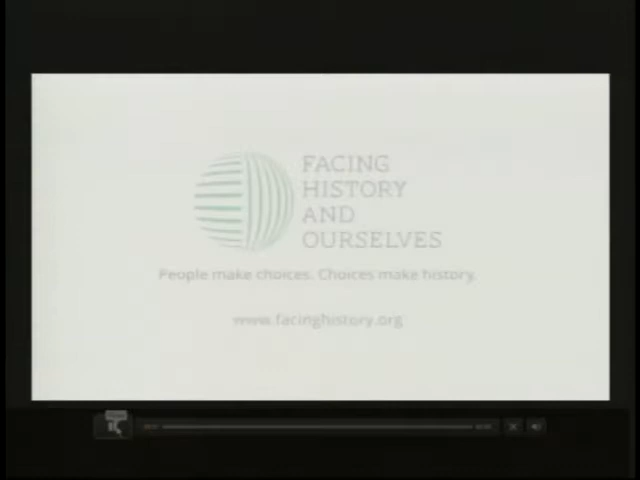 FACING
HISTORY
AND
OURSELVES
People make choices. Choices make history.
www.facinghistory.org